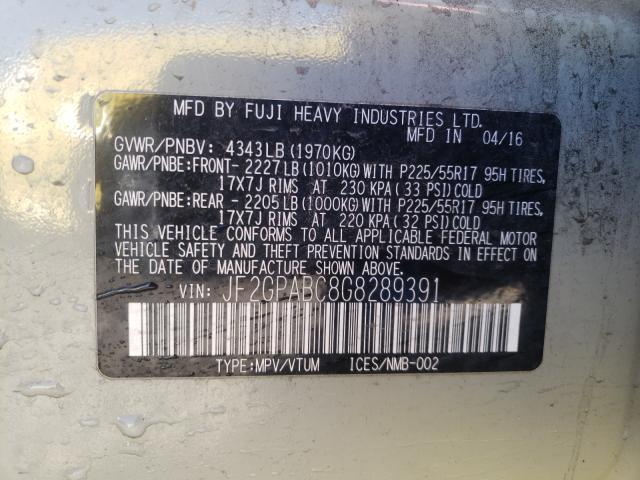 MFD BY FUJI HEAVY INDUSTRIES LTD.
MFD IN 04/16
GVWR/PNBV: 4343LB (1970KG)
GAWR/PNBE:FRONT- 2227LB (1010KG) WITH P225/55R17 95H TIRES,
17X7J RIMS AT 230 KPA ( 33 PSI) COLD
GAWR/PNBE:REAR - 2205LB (1000KG) WITH P225/55R17 95H TIRES,
17X7J RIMS AT 220 KPA ( 32 PSI) COLD
THIS VEHICLE CONFORMS TO ALL APPLICABLE FEDERAL MOTOR
VEHICLE SAFETY AND THEFT PREVENTION STANDARDS IN EFFECT
ON THE DATE OF MANUFACTURE SHOWN ABOVE.
VIN: JF2GPABC8G8289391
TYPE:MPV/VTUM ICES/NMB-002